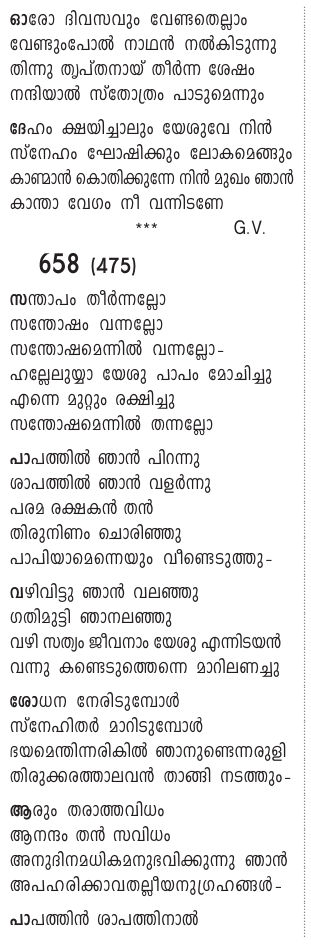 ഓരോ ദിവസവും വേണ്ടതെല്ലാം
വേണ്ടുംപോൽ നാഥൻ നൽകിടുന്നു
തിന്നു തൃപ്തനായ് തീർന്ന ശേഷം
നന്ദിയാൽ സ്തോത്രം പാടുമെന്നും
ദേഹം ക്ഷയിച്ചാലും യേശുവേ നിൻ
സ്നേഹം ഘോഷിക്കും ലോകമെങ്ങും
കാണ്മാൻ കൊതിക്കുന്നേ നിൻ മുഖം ഞാൻ
കാന്താ വേഗം നീ വന്നിടണേ
*** G.V.
658 (475)
സന്താപം തീർന്നല്ലോ
സന്തോഷം വന്നല്ലോ
സന്തോഷമെന്നിൽ വന്നല്ലോ-
ഹല്ലേലുയ്യാ യേശു പാപം മോചിച്ചു
എന്നെ മുറ്റും രക്ഷിച്ചു
സന്തോഷമെന്നിൽ തന്നല്ലോ
പാപത്തിൽ ഞാൻ പിറന്നു
ശാപത്തിൽ ഞാൻ വളർന്നു
പരമ രക്ഷകൻ തൻ
തിരുനിണം ചൊരിഞ്ഞു
പാപിയാമെന്നെയും വീണ്ടെടുത്തു-
വഴിവിട്ടു ഞാൻ വലഞ്ഞു
ഗതിമുട്ടി ഞാനലഞ്ഞു
വഴി സത്യം ജീവനാം യേശു എന്നിടയൻ
വന്നു കണ്ടെടുത്തെന്നെ മാറിലണച്ചു
ശോധന നേരിടുമ്പോൾ
സ്നേഹിതർ മാറിടുമ്പോൾ
ഭയമെന്തിന്നരികിൽ ഞാനുണ്ടെന്നരുളി
തിരുക്കരത്താലവൻ താങ്ങി നടത്തും-
ആരും തരാത്തവിധം
ആനന്ദം തൻ സവിധം
അനുദിനമധികമനുഭവിക്കുന്നു ഞാൻ
അപഹരിക്കാവതല്ലീയനുഗ്രഹങ്ങൾ-
പാപത്തിൻ ശാപത്തിനാൽ